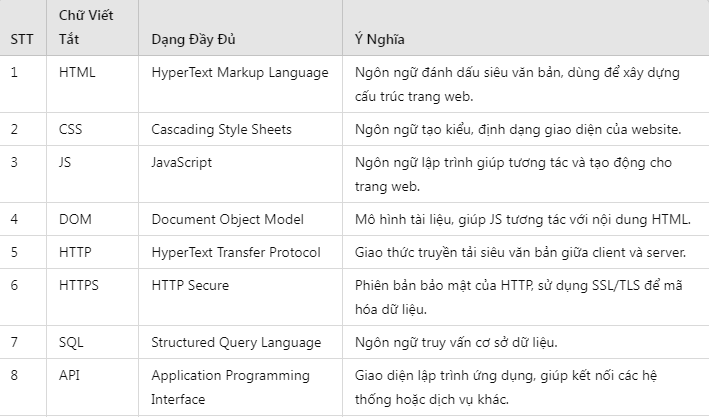 STT Chữ Viết Tắt Dạng Đầy Đủ Ý Nghĩa
1 HTML HyperText Markup Language Ngôn ngữ đánh dấu siêu văn bản, dùng để xây dựng
cấu trúc trang web.
2 CSS Cascading Style Sheets Ngôn ngữ tạo kiểu, định dạng giao diện của website.
3 JS JavaScript Ngôn ngữ lập trình giúp tương tác và tạo động cho
trang web.
4 DOM Document Object Model Mô hình tài liệu, giúp JS tương tác với nội dung HTML.
5 HTTP HyperText Transfer Protocol Giao thức truyền tải siêu văn bản giữa client và server.
6 HTTPS HTTP Secure Phiên bản bảo mật của HTTP, sử dụng SSL/TLS để mã
hóa dữ liệu.
7 SQL Structured Query Language Ngôn ngữ truy vấn cơ sở dữ liệu.
8 API Application Programming Interface Giao diện lập trình ứng dụng, giúp kết nối các hệ
thống hoặc dịch vụ khác.